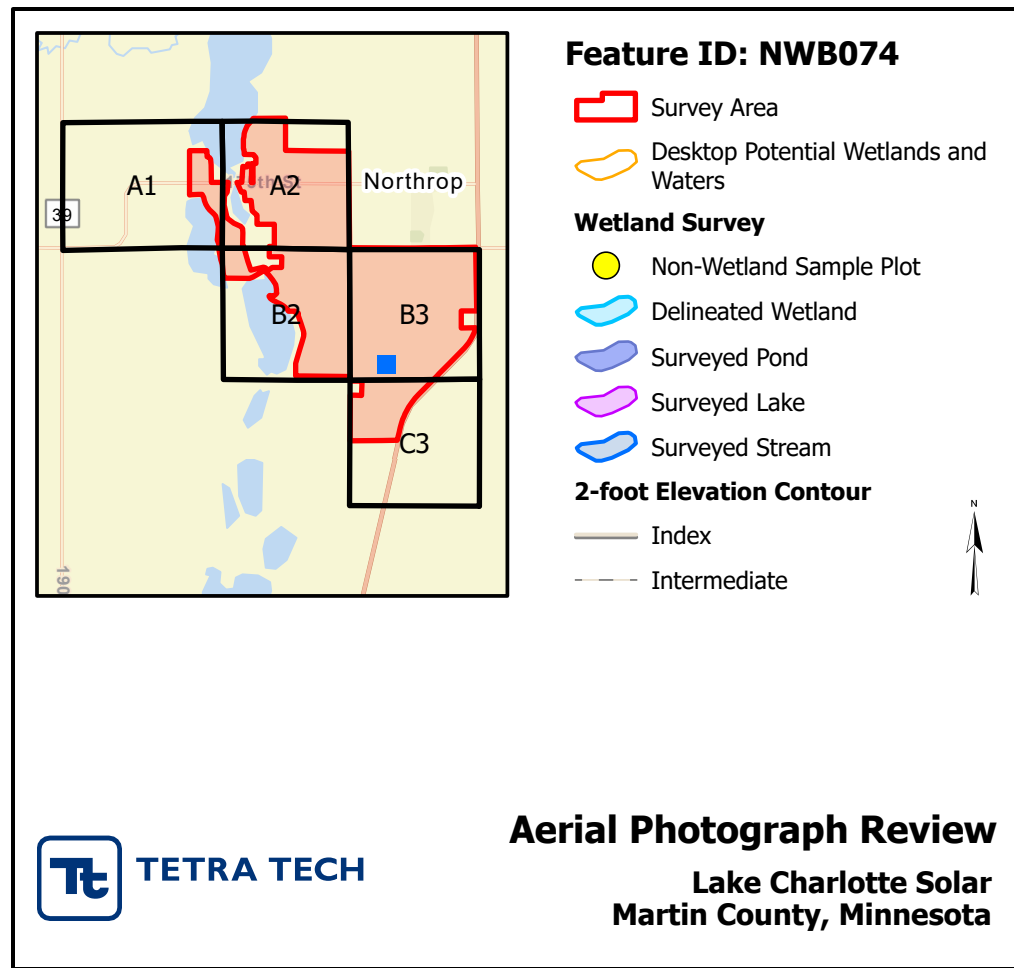 Feature ID: NWB074
Survey Area
Desktop Potential Wetlands and
Waters
Wetland Survey
Non-Wetland Sample Plot
Delineated Wetland
Surveyed Pond
Surveyed Lake
Surveyed Stream
2-foot Elevation Contour
Index
Intermediate
N
A1
A2
Northrop
39
B2
B3
C3
190
Tt
TETRA TECH
Aerial Photograph Review
Lake Charlotte Solar
Martin County, Minnesota